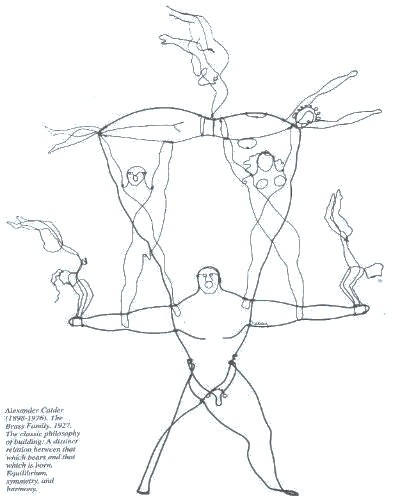 Alexander Calder
(1898-1976). The
Brass Family. 1927.
The classic philosophy
of building: A distinct
relation between that
which bears and that
which is born.
Equilibrium,
symmetry, and
harmony.